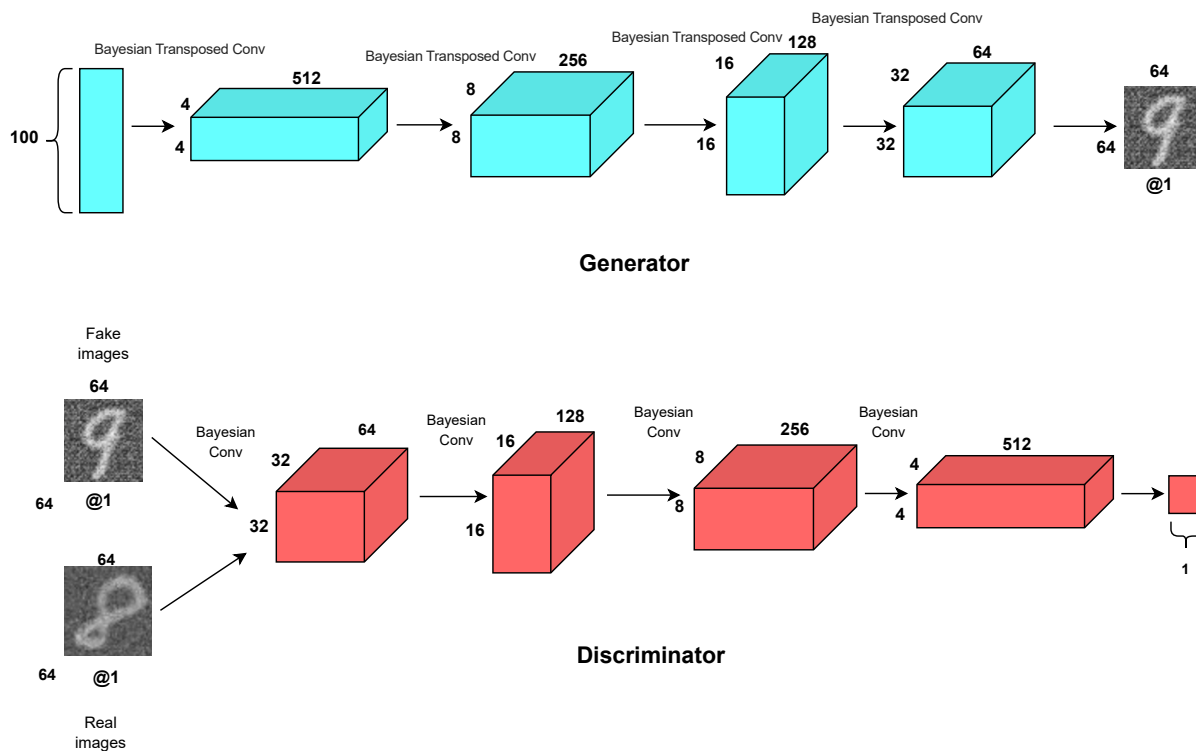 Bayesian Transposed Conv
Bayesian Transposed Conv
Bayesian Transposed Conv
Bayesian Transposed Conv
100
4
512
4
8
256
8
16
128
16
32
64
32
64
64
@1
Generator
Fake
images
64
64
@1
64
64
@1
Real
images
Bayesian
Conv
32
64
32
Bayesian
Conv
16
128
16
Bayesian
Conv
8
256
8
Bayesian
Conv
4
512
4
1
Discriminator